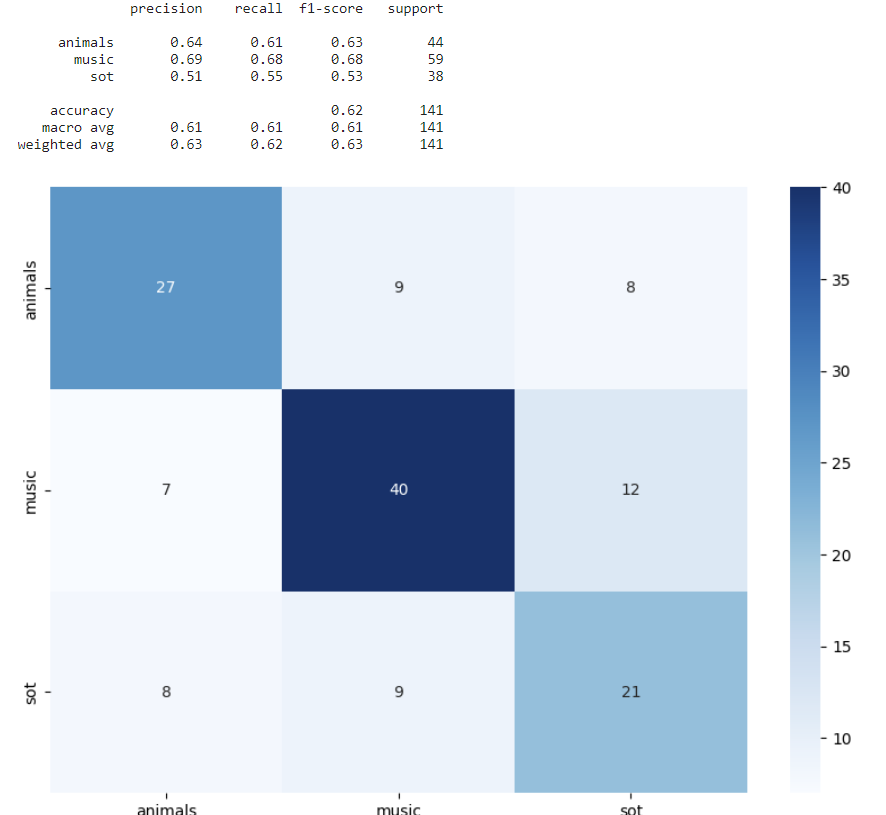 precision recall f1-score support
animals 0.64 0.61 0.63 44
music 0.69 0.68 0.68 59
sot 0.51 0.55 0.53 38
accuracy 0.62 141
macro avg 0.61 0.61 0.61 141
weighted avg 0.63 0.62 0.63 141
40
35
30
25
20
15
10
animals
27 9 8
music
7 40 12
sot
8 9 21
animals music sot